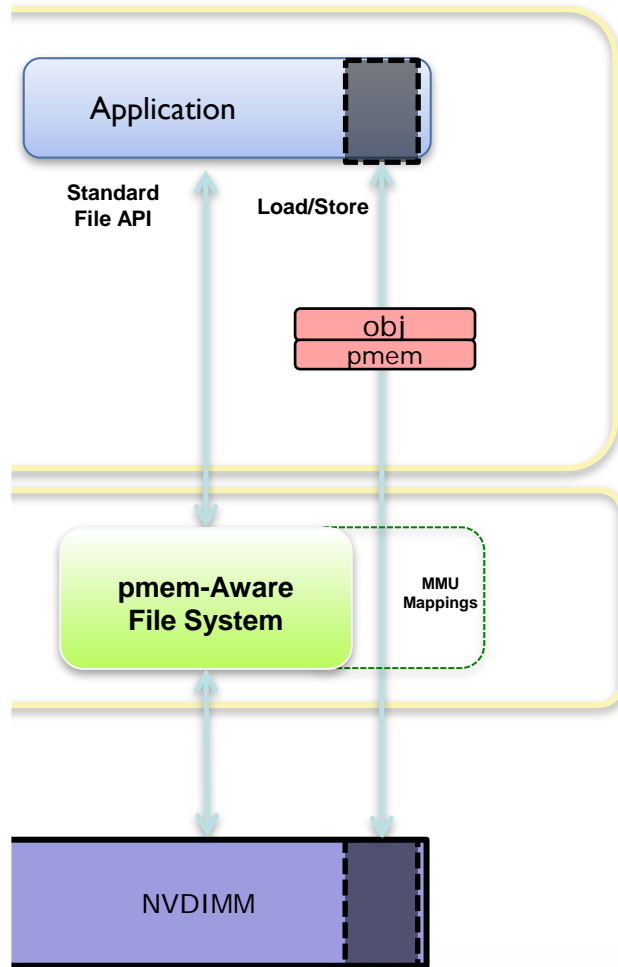 Application
Standard
File API
Load/Store
obj
pmem
pmem-Aware
File System
MMU
Mappings
NVDIMM